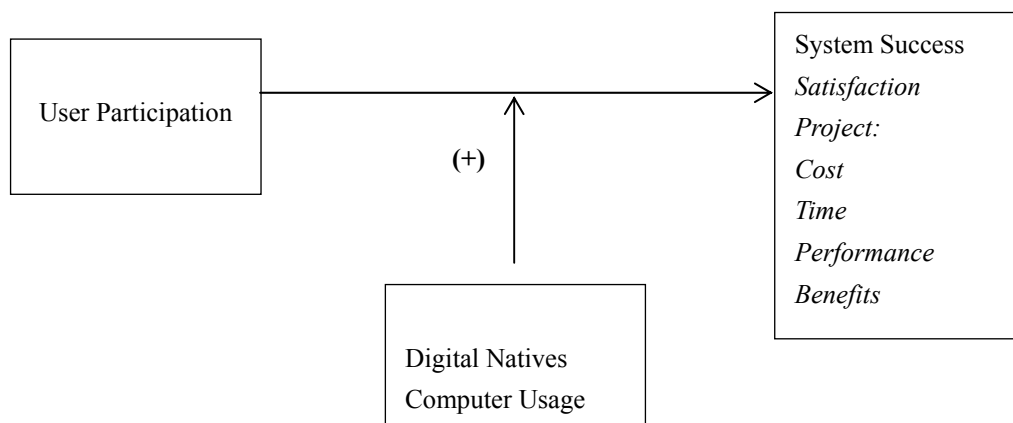 User Participation
(+)
System Success
Satisfaction
Project:
Cost
Time
Performance
Benefits
Digital Natives
Computer Usage